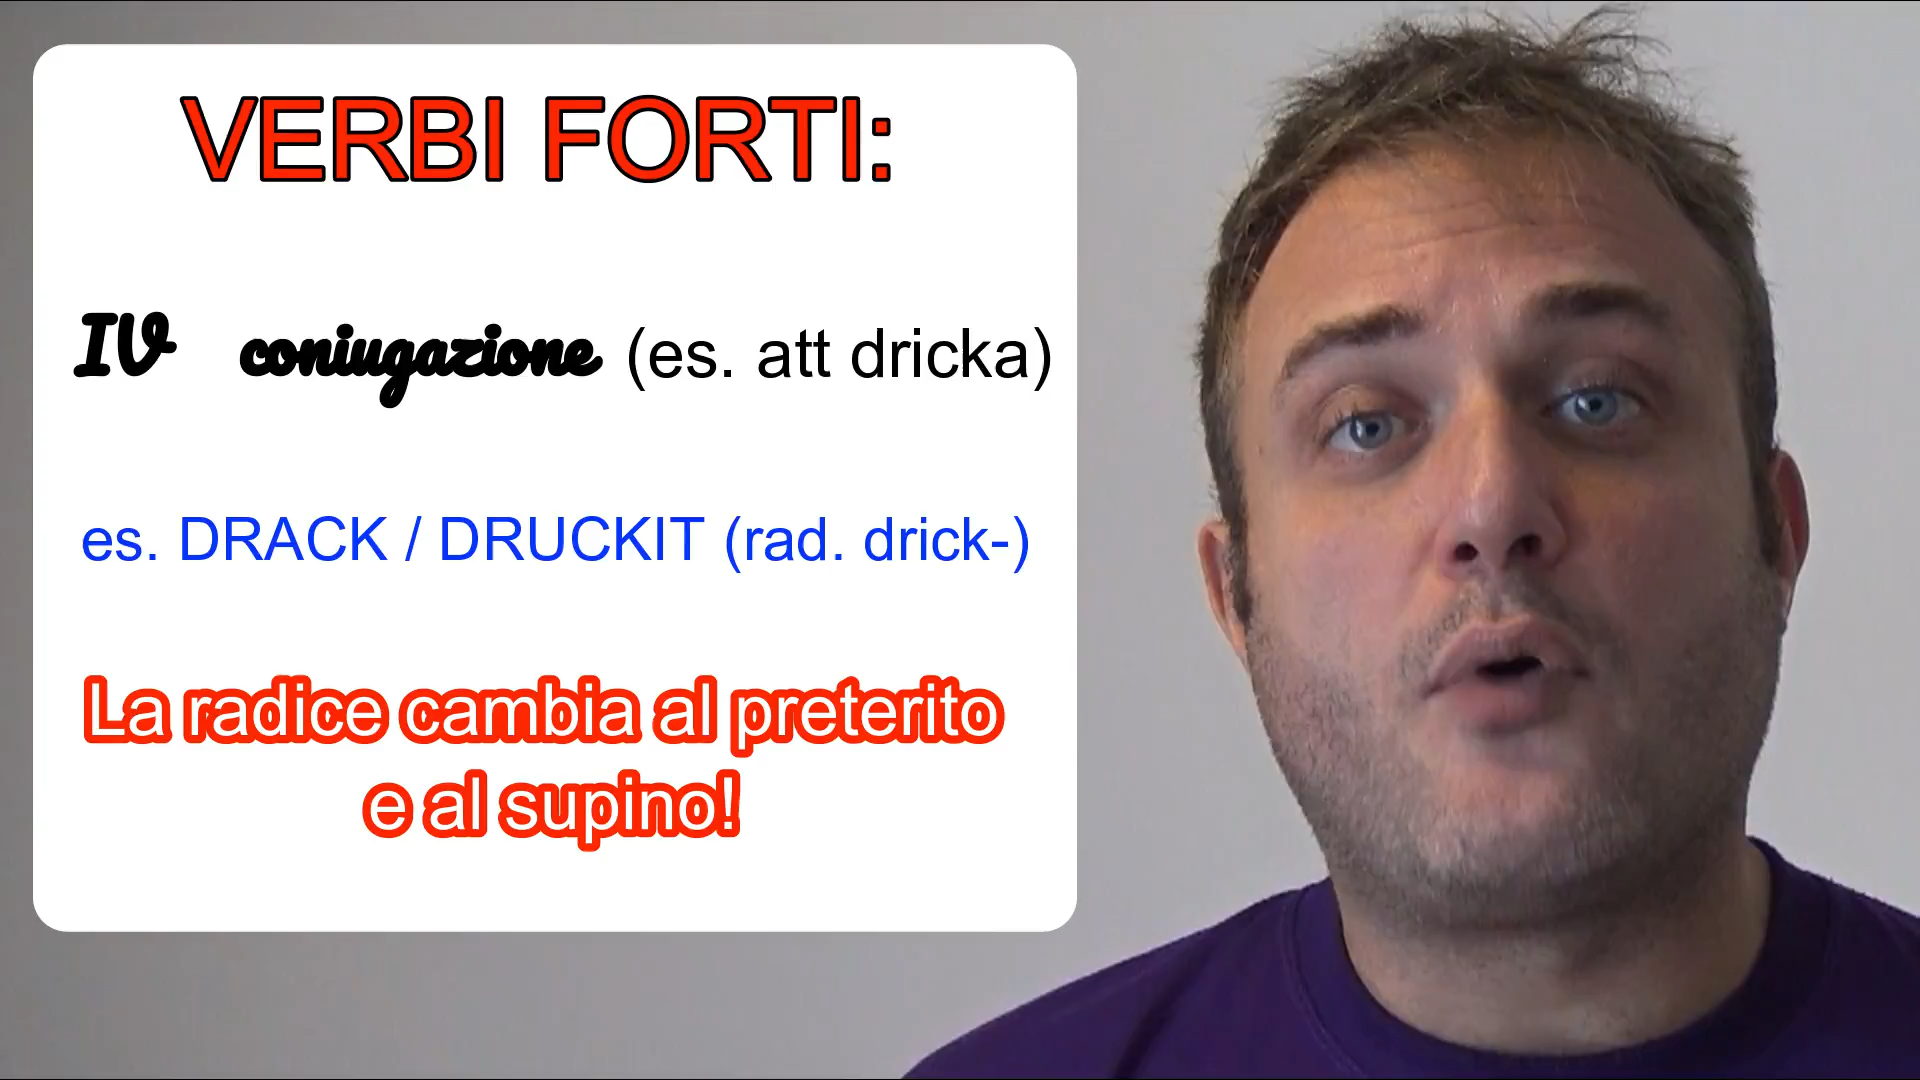 VERBI FORTI:
IV coniugazione (es. att dricka)
es. DRACK / DRUCKIT (rad. drick-)
La radice cambia al preterito
e al supino!